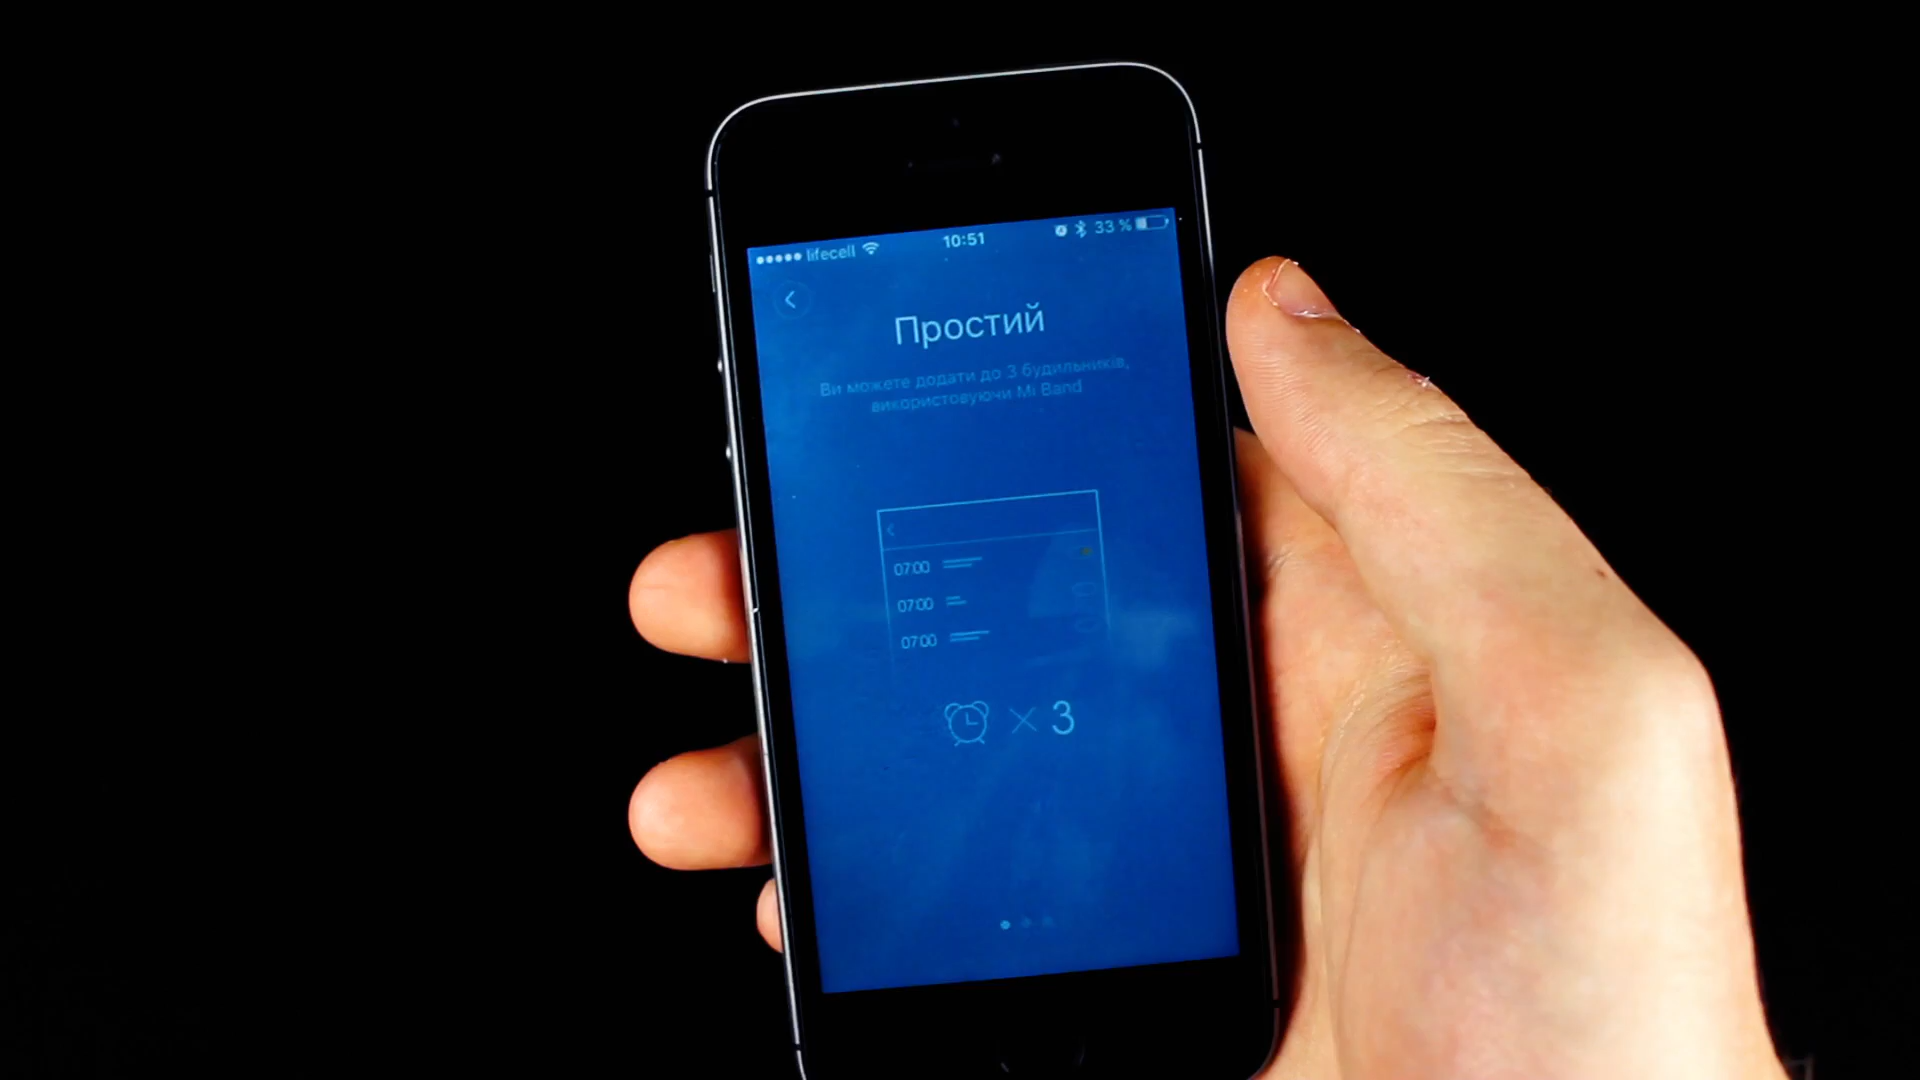 lifecell 10:51 33 %
Простий
Ви можете додати до 3 будильників,
використовуючи Mi Band
07:00
07:00
07:00
× 3